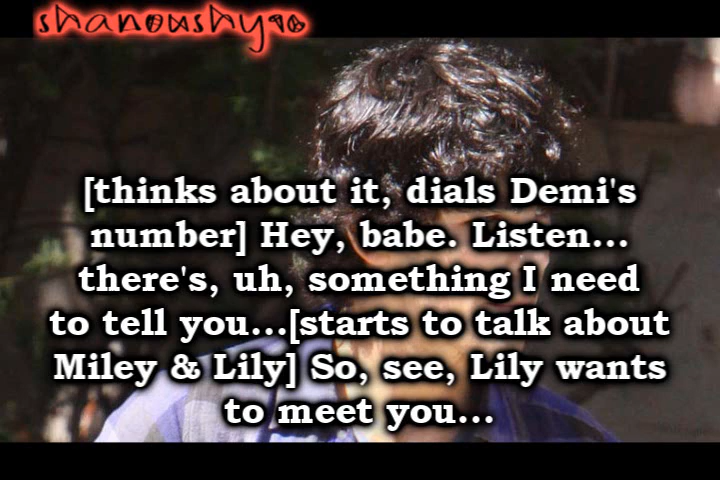 shanoushy96
[thinks about it, dials Demi's
number] Hey, babe. Listen...
there's, uh, something I need
to tell you...[starts to talk about
Miley & Lily] So, see, Lily wants
to meet you...